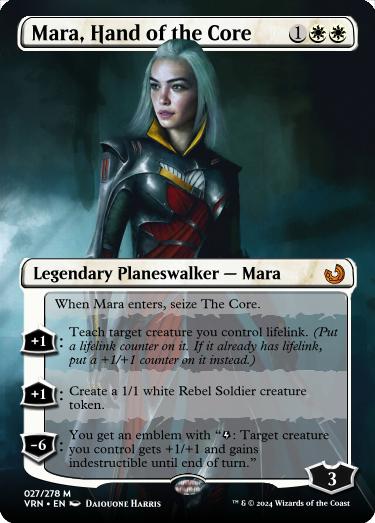 Mara, Hand of the Core 1
Legendary Planeswalker — Mara
When Mara enters, seize The Core.
+1: Teach target creature you control lifelink. (Put
a lifelink counter on it. If it already has lifelink,
put a +1/+1 counter on it instead.)
+1: Create a 1/1 white Rebel Soldier creature
token.
−6: You get an emblem with “: Target creature
you control gets +1/+1 and gains
indestructible until end of turn.”
3
027/278 M
VRN • EN Daiouone Harris
™ & © 2024 Wizards of the Coast